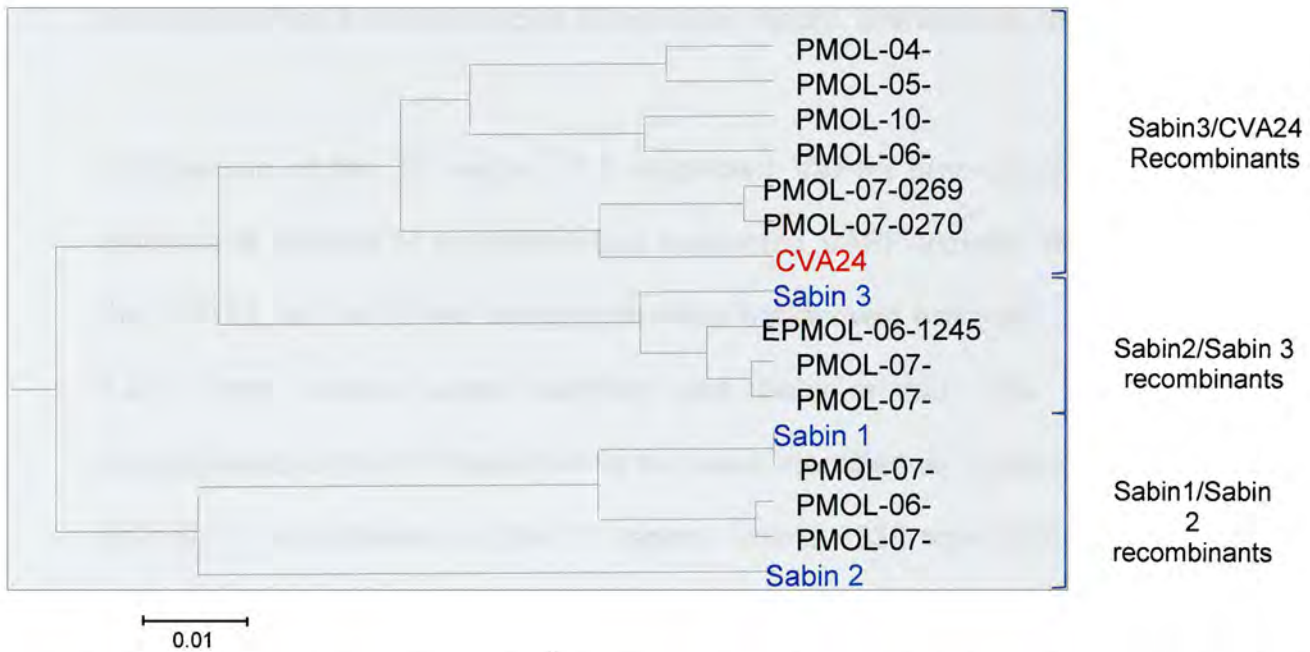 PMOL-04-
PMOL-05-
PMOL-10-
PMOL-06-
PMOL-07-0269
PMOL-07-0270
CVA24
Sabin 3
EPMOL-06-1245
PMOL-07-
PMOL-07-
Sabin 1
PMOL-07-
PMOL-06-
PMOL-07-
Sabin 2
Sabin3/CVA24
Recombinants
Sabin2/Sabin 3
recombinants
Sabin1/Sabin
2
recombinants
0.01